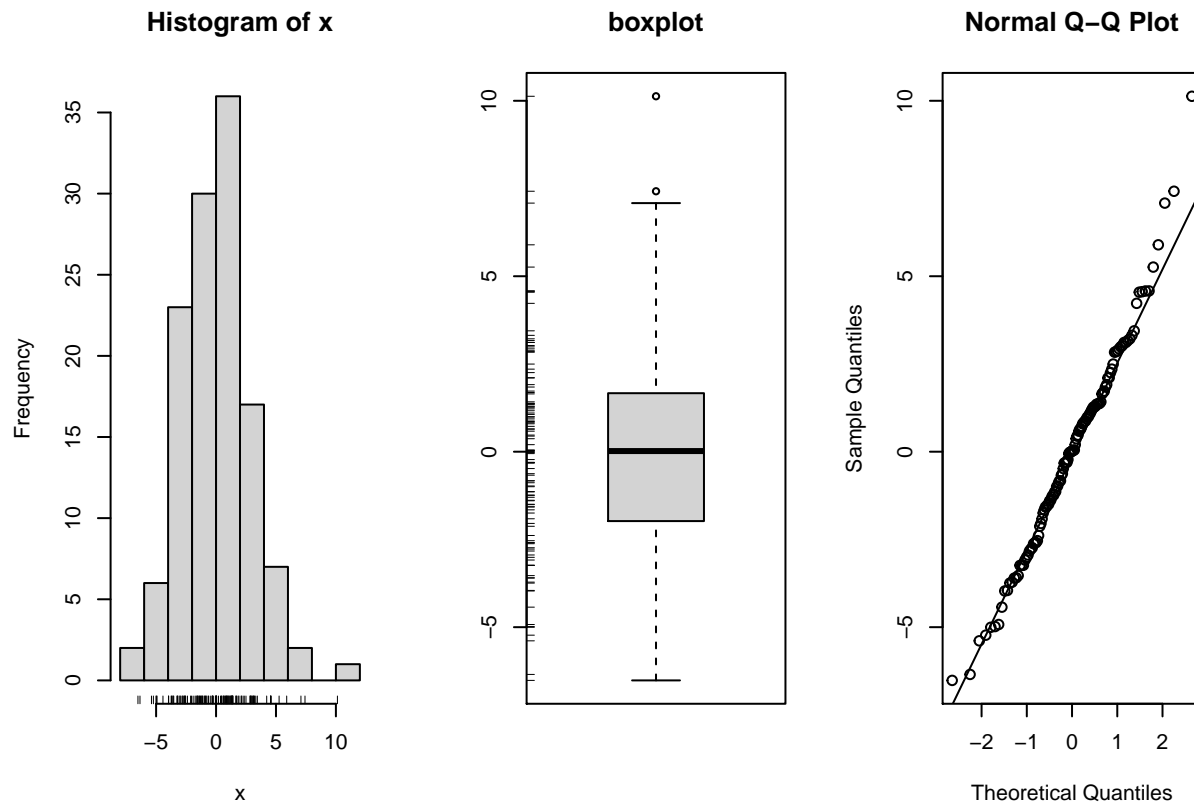 Histogram of x
Frequency
0
5
10
15
20
25
30
35
−5 0 5 10
x
boxplot
−5
0
5
10
Normal Q−Q Plot
Sample Quantiles
−5
0
5
10
−2 −1 0 1 2
Theoretical Quantiles